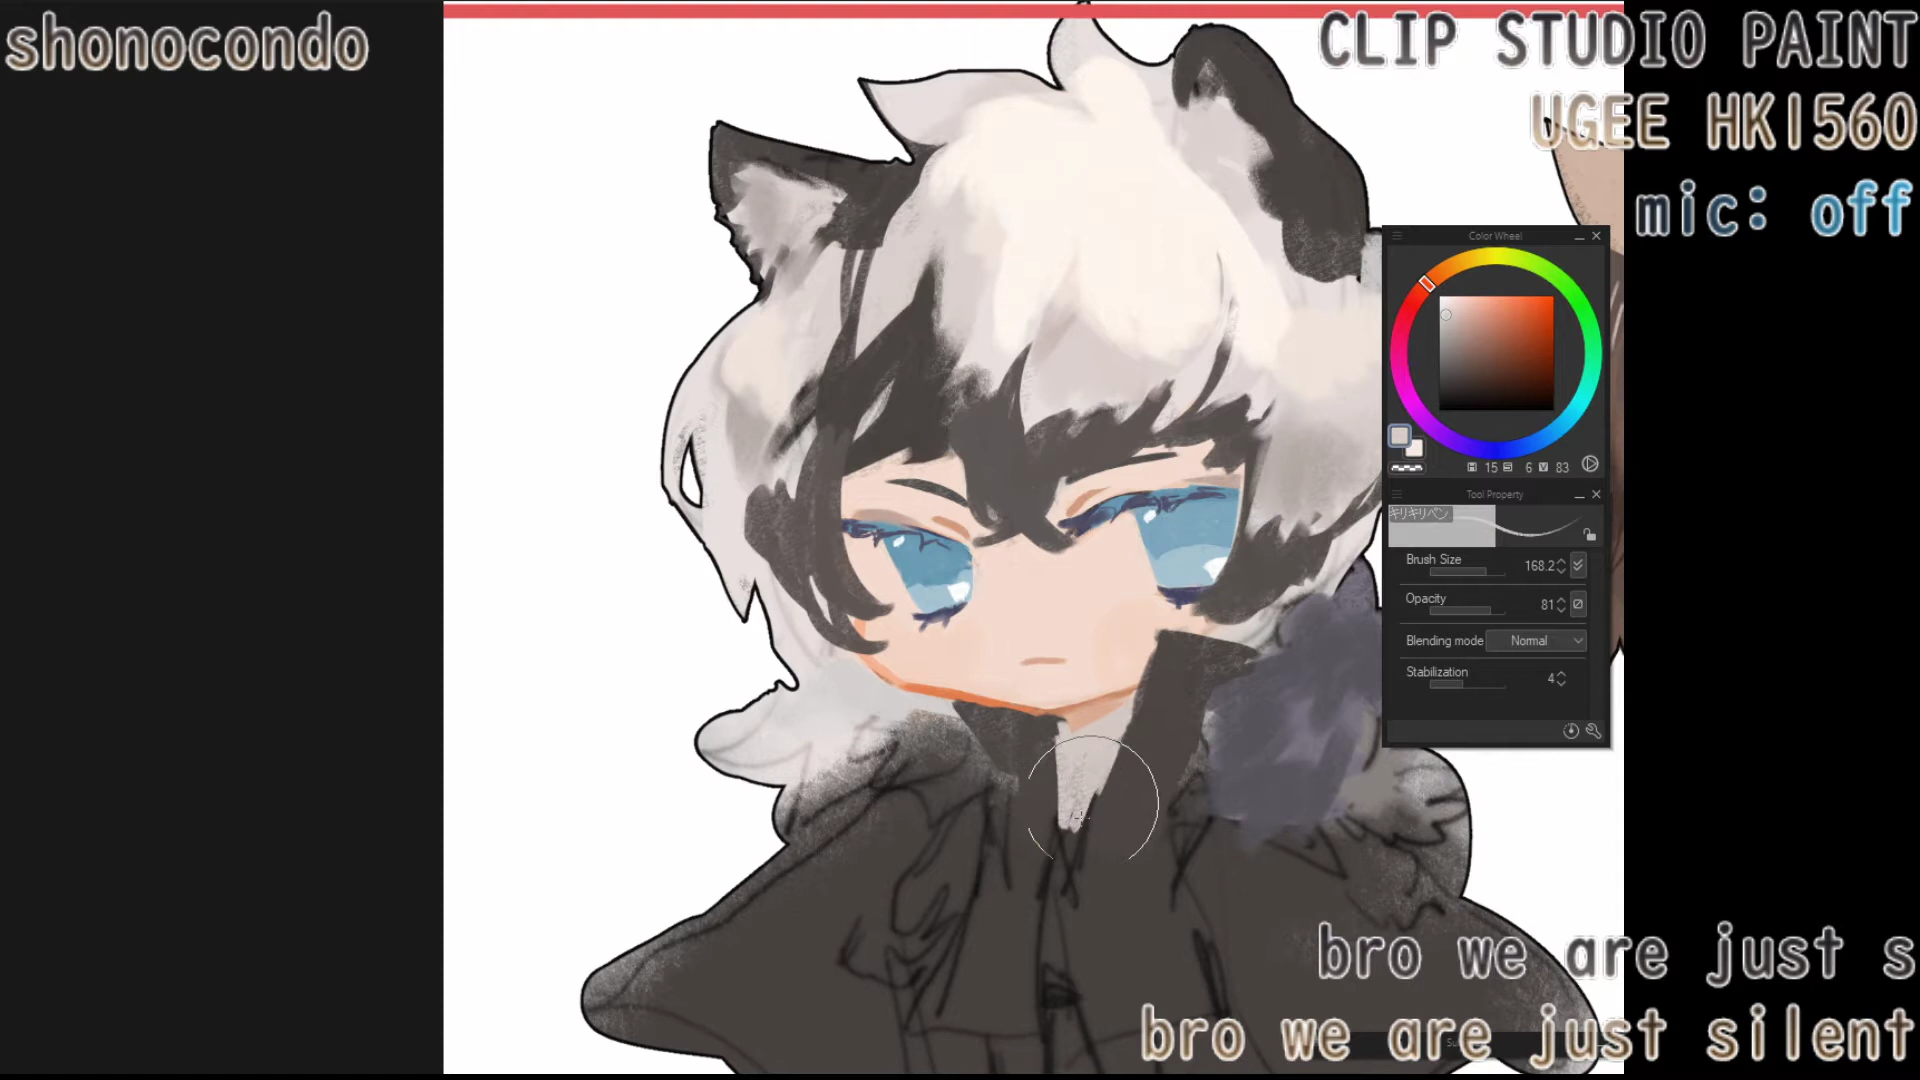 shonocondo
CLIP STUDIO PAINT
UGEE HK1560
mic: off
Color Wheel
H 15 S 6 V 83
Tool Property
キリキリペン
Brush Size 168.2
Opacity 81
Blending mode Normal
Stabilization 4
bro we are just s
bro we are just silent